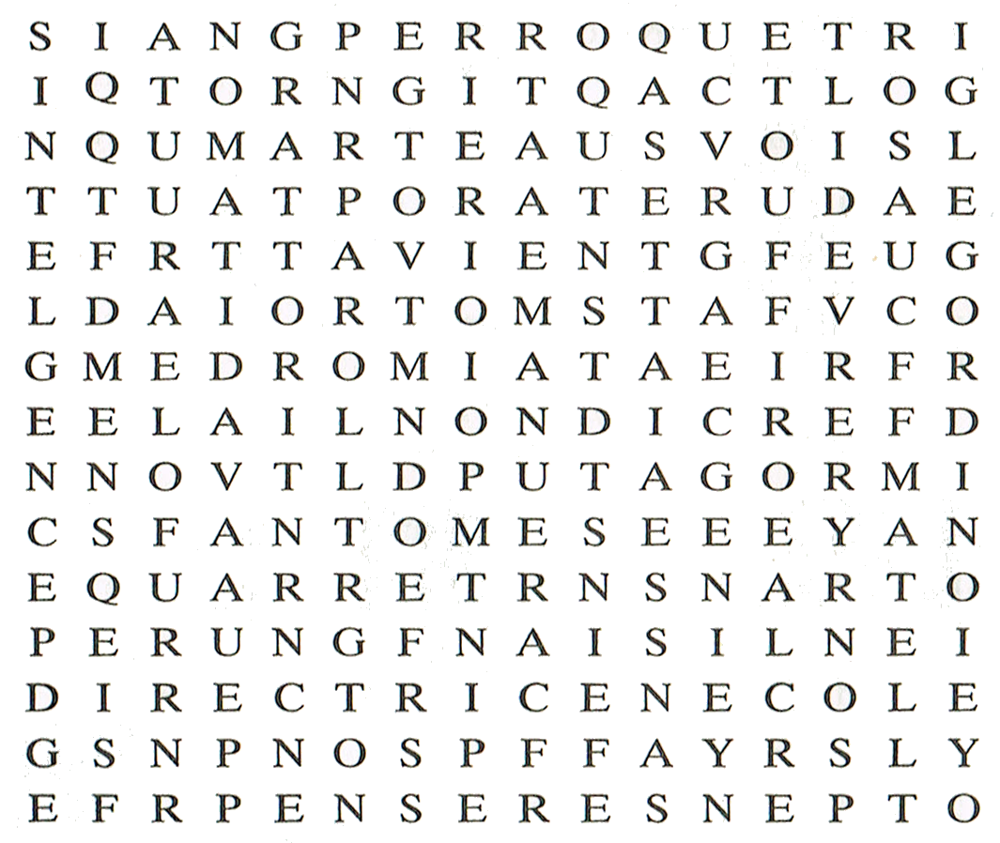 S I A N G P E R R O Q U E T R I
I Q T O R N G I T Q A C T L O G
N Q U M A R T E A U S V O I S L
T T U A T P O R A T E R U D A E
E F R T T A V I E N T G F E U G
L D A I O R T O M S T A F V C O
G M E D R O M I A T A E I R F R
E E L A I L N O N D I C R E F D
N N O V T L D P U T A G O R M I
C S F A N T O M E S E E E Y A N
E Q U A R R E T R N S N A R T O
P E R U N G F N A I S I L N E I
D I R E C T R I C E N E C O L E
G S N P N O S P F F A Y R S L Y
E F R P E N S E R E S N E P T O